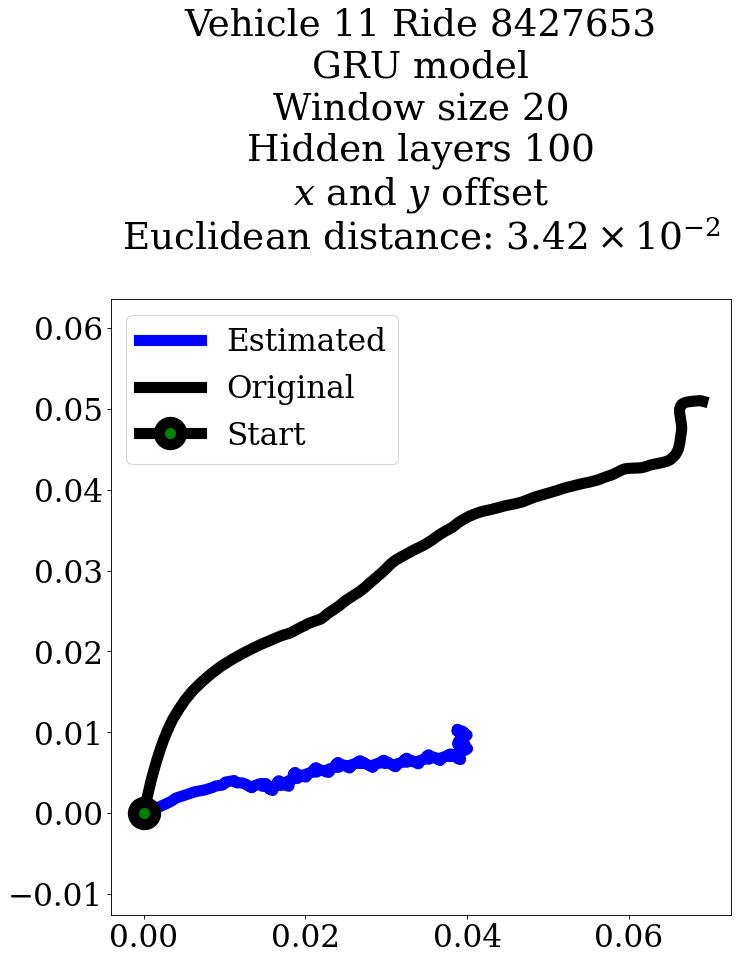 Vehicle 11 Ride 8427653
GRU model
Window size 20
Hidden layers 100
x and y offset
Euclidean distance: 3.42 × 10⁻²
Estimated
Original
Start
0.06
0.05
0.04
0.03
0.02
0.01
0.00
−0.01
0.00 0.02 0.04 0.06